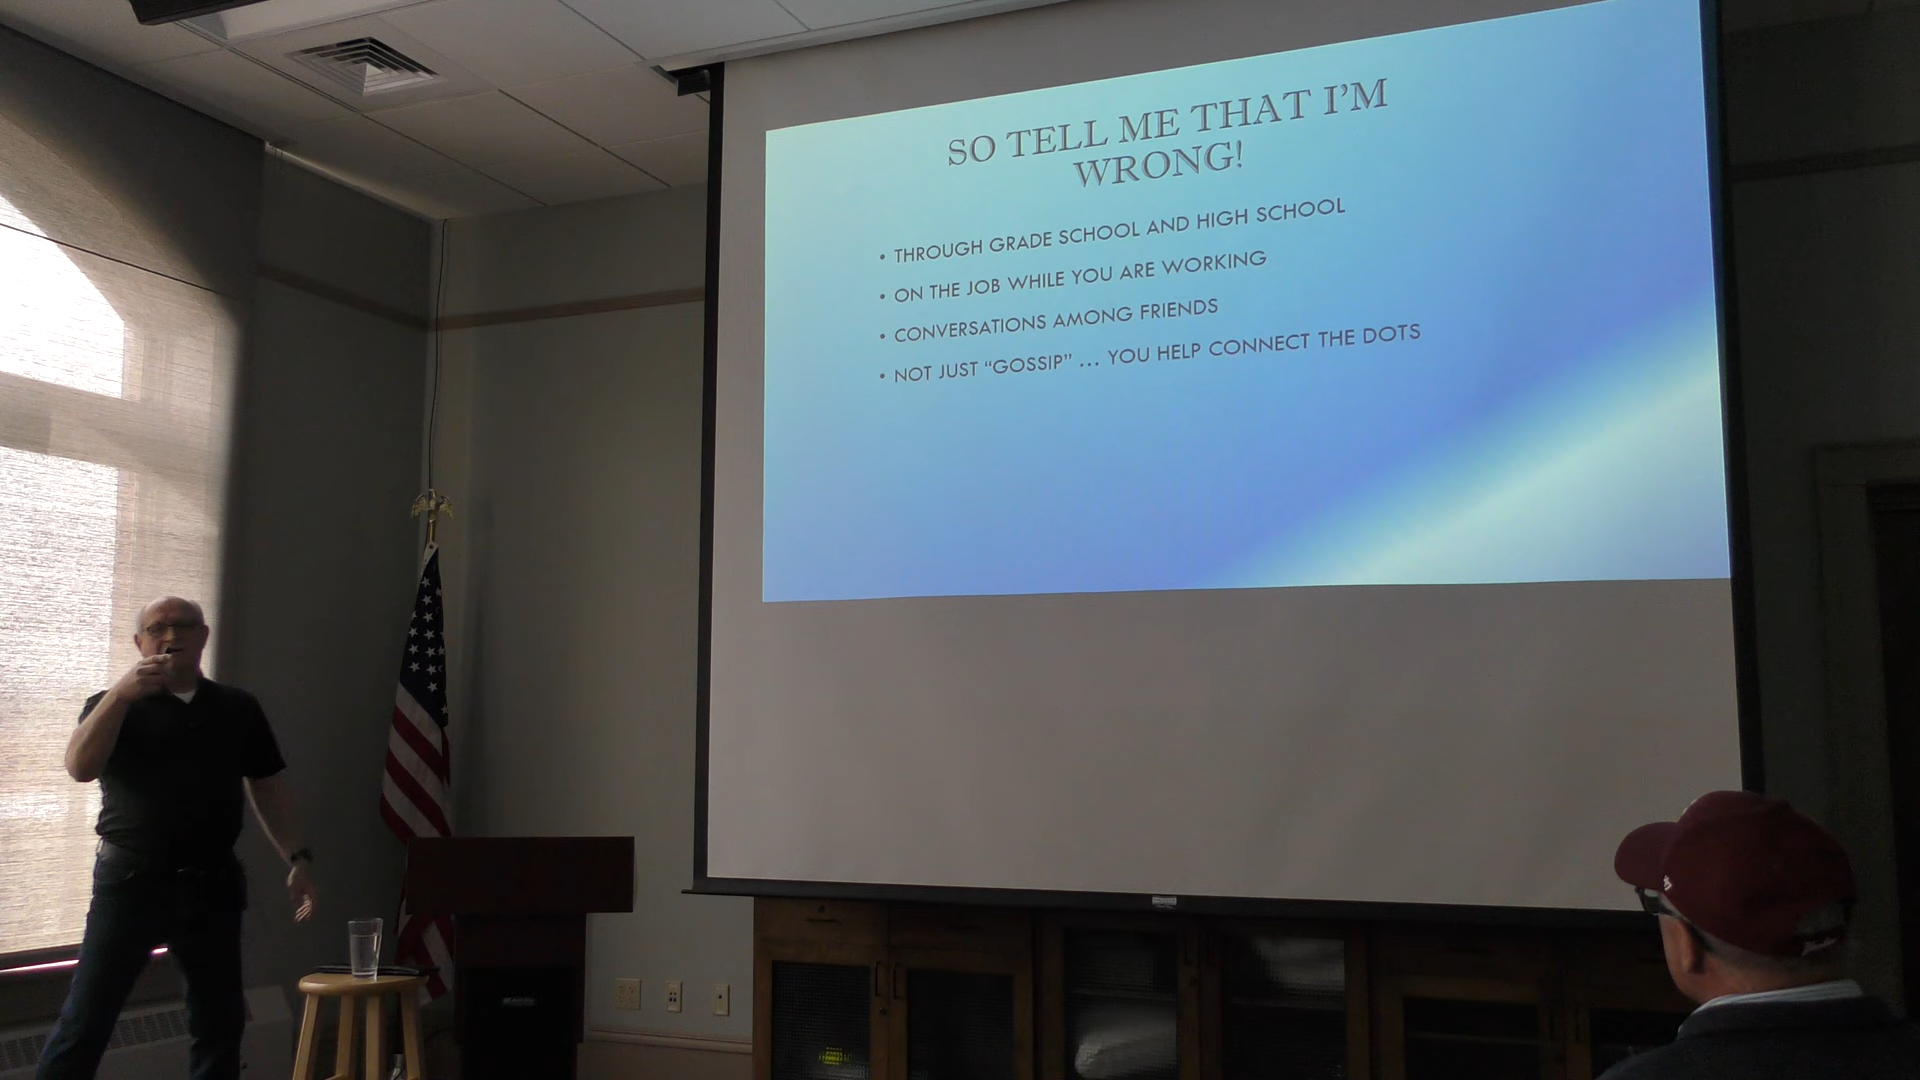 SO TELL ME THAT I'M
WRONG!
• THROUGH GRADE SCHOOL AND HIGH SCHOOL
• ON THE JOB WHILE YOU ARE WORKING
• CONVERSATIONS AMONG FRIENDS
• NOT JUST “GOSSIP” ... YOU HELP CONNECT THE DOTS